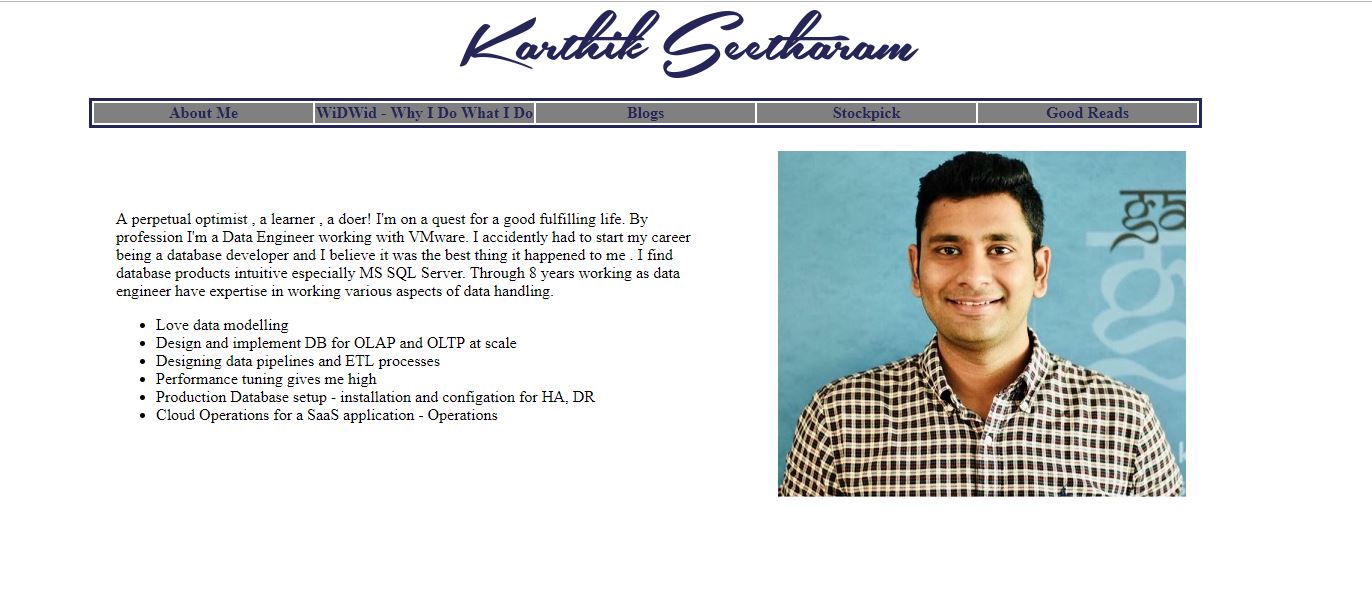 Karthik Seetharam
About Me WiDWid - Why I Do What I Do Blogs Stockpick Good Reads
A perpetual optimist , a learner , a doer! I'm on a quest for a good fulfilling life. By
profession I'm a Data Engineer working with VMware. I accidently had to start my career
being a database developer and I believe it was the best thing it happened to me . I find
database products intuitive especially MS SQL Server. Through 8 years working as data
engineer have expertise in working various aspects of data handling.
Love data modelling
Design and implement DB for OLAP and OLTP at scale
Designing data pipelines and ETL processes
Performance tuning gives me high
Production Database setup - installation and configation for HA, DR
Cloud Operations for a SaaS application - Operations